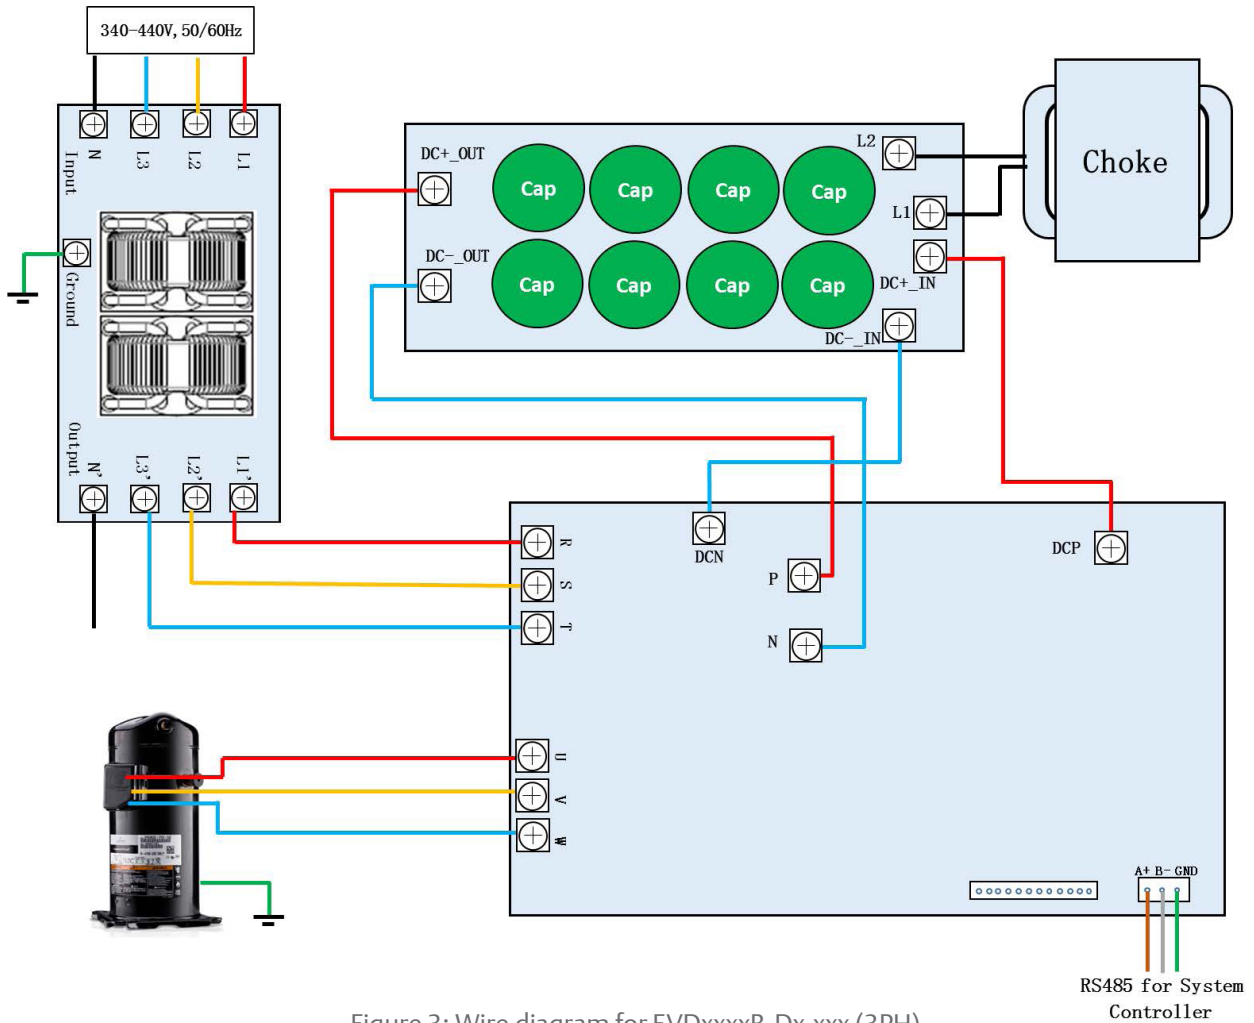 340-440V, 50/60Hz
N L3 L2 L1
Input
Ground
Output
N' L3' L2' L1'
DC+_OUT
DC-_OUT
Cap Cap Cap Cap
Cap Cap Cap Cap
L2
L1
DC+_IN
DC-_IN
Choke
R
S
T
DCN
P
N
DCP
U
V
W
A+ B- GND
RS485 for System
Controller
Figure 3: Wire diagram for EVDxxxxB-Dx-xxx (3PH)